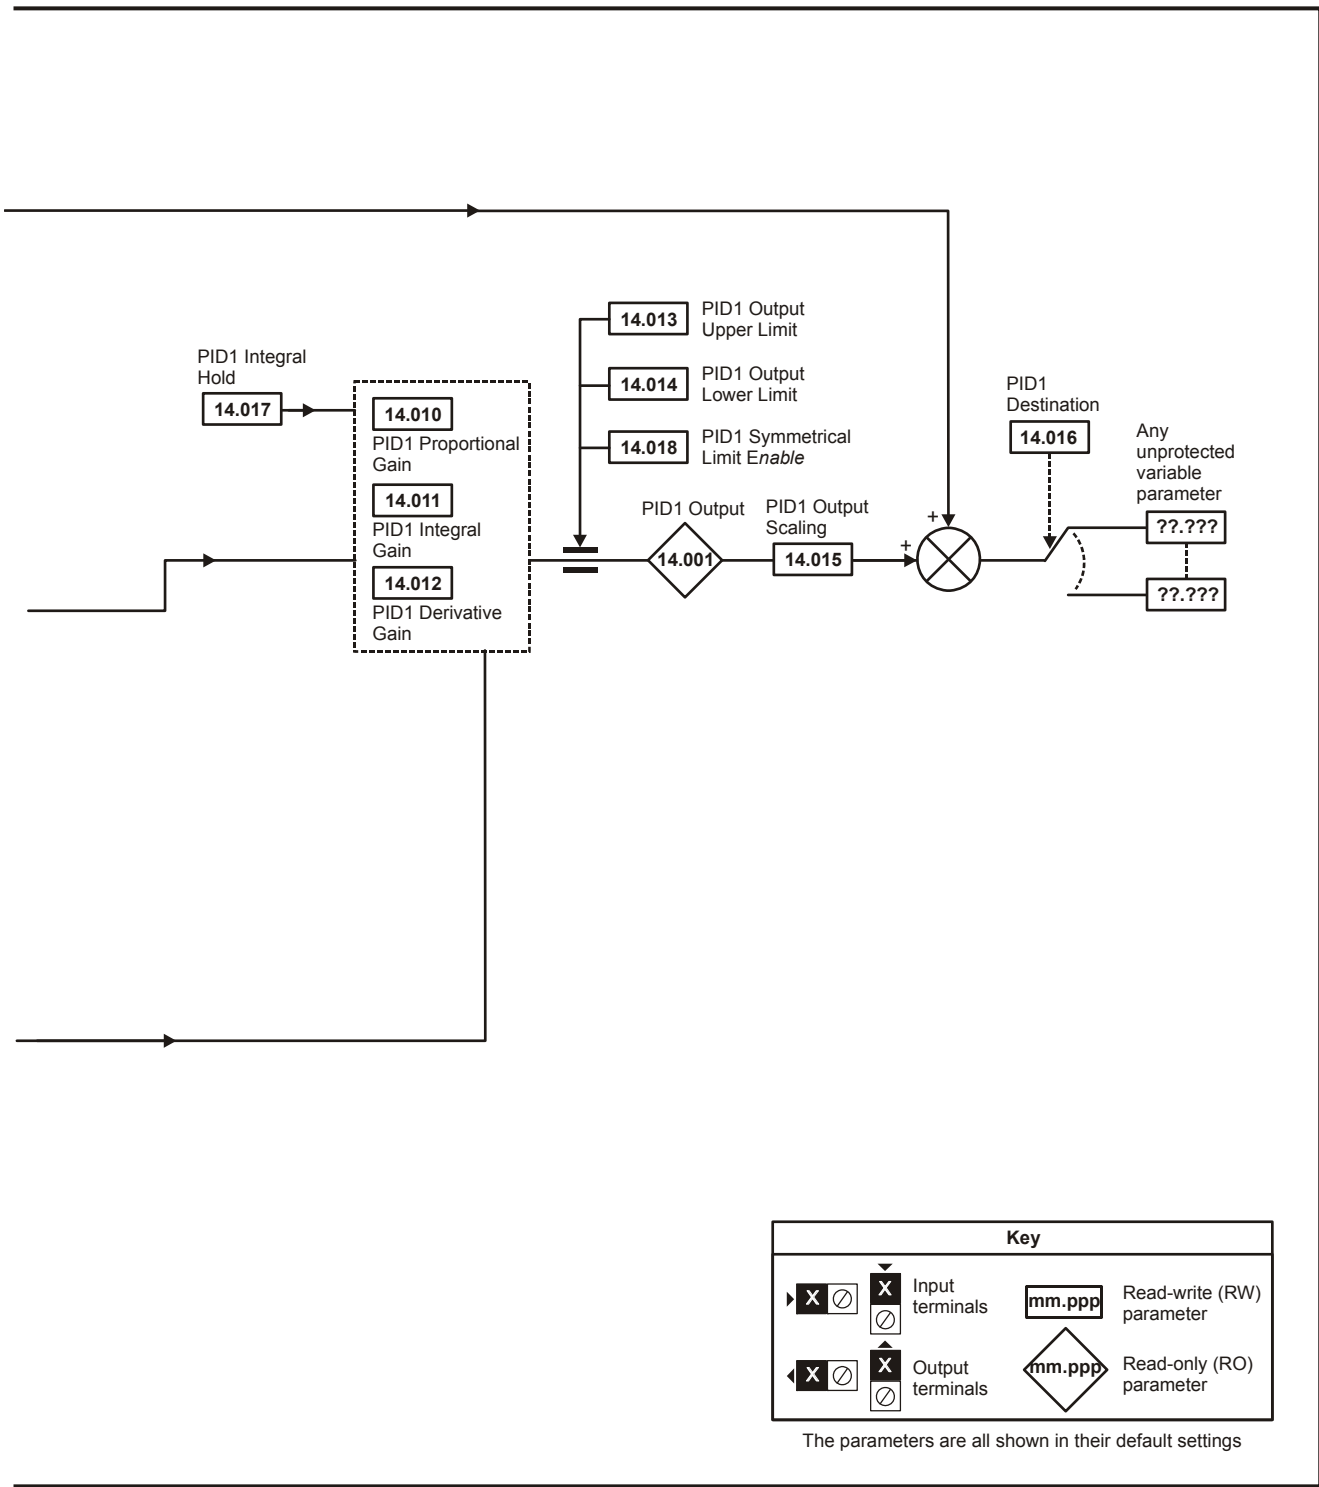 PID1 Integral
Hold
14.017
14.010
PID1 Proportional
Gain
14.011
PID1 Integral
Gain
14.012
PID1 Derivative
Gain
14.013
PID1 Output
Upper Limit
14.014
PID1 Output
Lower Limit
14.018
PID1 Symmetrical
Limit Enable
PID1 Output
14.001
PID1 Output
Scaling
14.015
+
+
PID1
Destination
14.016
Any
unprotected
variable
parameter
??.???
??.???
Key
X
X
Input
terminals
mm.ppp
Read-write (RW)
parameter
X
X
Output
terminals
mm.ppp
Read-only (RO)
parameter
The parameters are all shown in their default settings